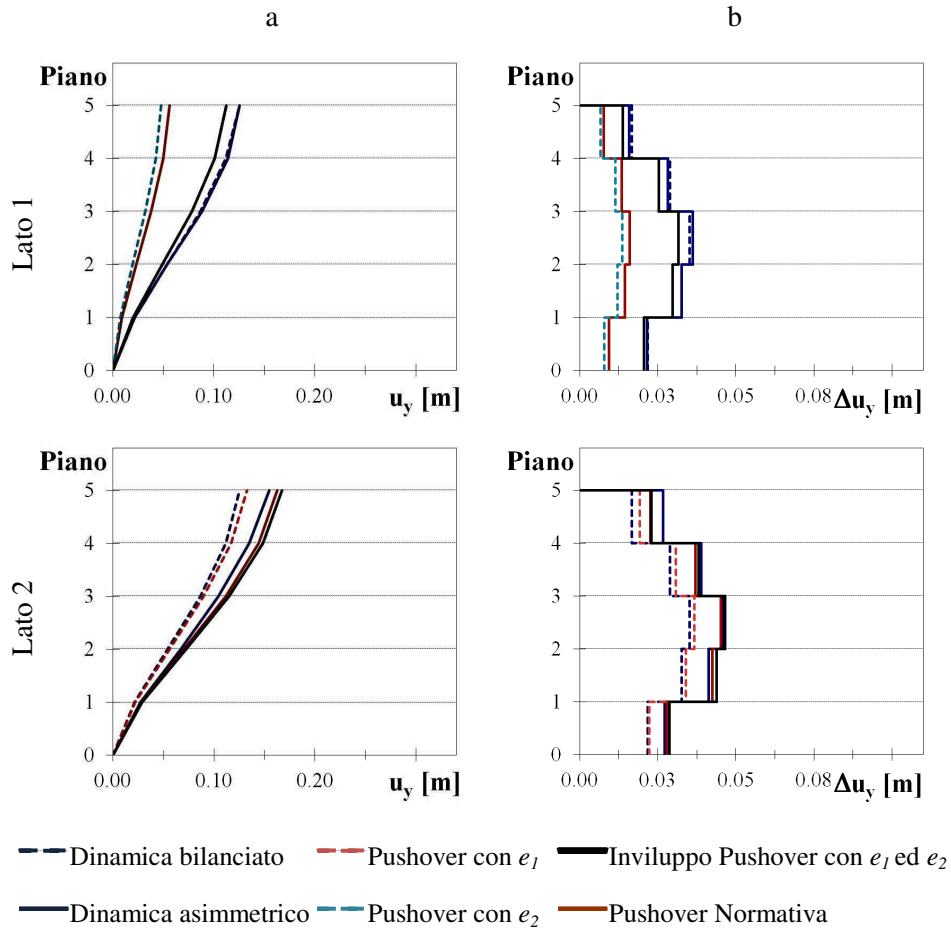 a b
Piano
5
4
3
2
1
0
0.00 0.10 0.20 u_y [m]
Lato 1
Piano
5
4
3
2
1
0
0.00 0.03 0.05 0.08 Δu_y [m]
Piano
5
4
3
2
1
0
0.00 0.10 0.20 u_y [m]
Lato 2
Piano
5
4
3
2
1
0
0.00 0.03 0.05 0.08 Δu_y [m]
Dinamica bilanciato Pushover con e_1 Inviluppo Pushover con e_1 ed e_2
Dinamica asimmetrico Pushover con e_2 Pushover Normativa